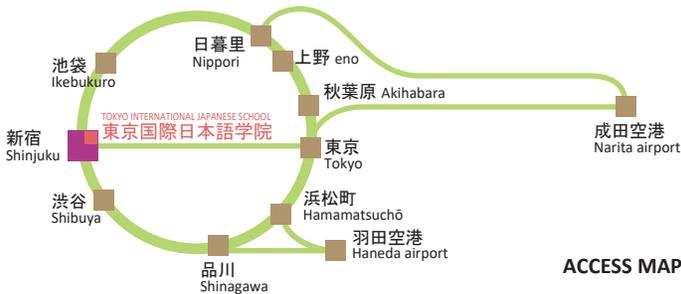 日暮里
Nippori
上野 eno
池袋
Ikebukuro
秋葉原 Akihabara
TOKYO INTERNATIONAL JAPANESE SCHOOL
東京国際日本語学院
新宿
Shinjuku
東京
Tokyo
成田空港
Narita airport
渋谷
Shibuya
浜松町
Hamamatsuchō
羽田空港
Haneda airport
品川
Shinagawa
ACCESS MAP